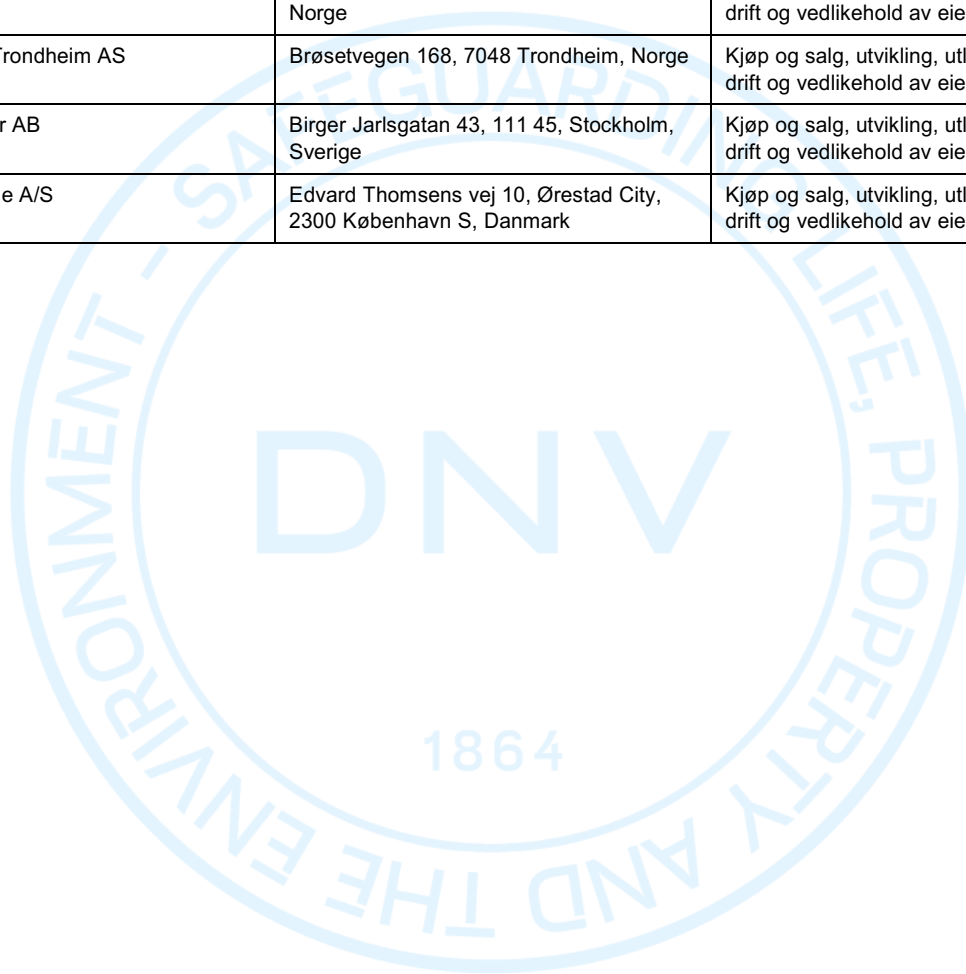 Norge
drift og vedlikehold av eie
Trondheim AS
Brøsetvegen 168, 7048 Trondheim, Norge
Kjøp og salg, utvikling, utl
drift og vedlikehold av eie
r AB
Birger Jarlsgatan 43, 111 45, Stockholm,
Sverige
Kjøp og salg, utvikling, utl
drift og vedlikehold av eie
e A/S
Edvard Thomsens vej 10, Ørestad City,
2300 København S, Danmark
Kjøp og salg, utvikling, utl
drift og vedlikehold av eie
SAFEGUARDING LIFE, PROPERTY AND THE ENVIRONMENT -
DNV
1864